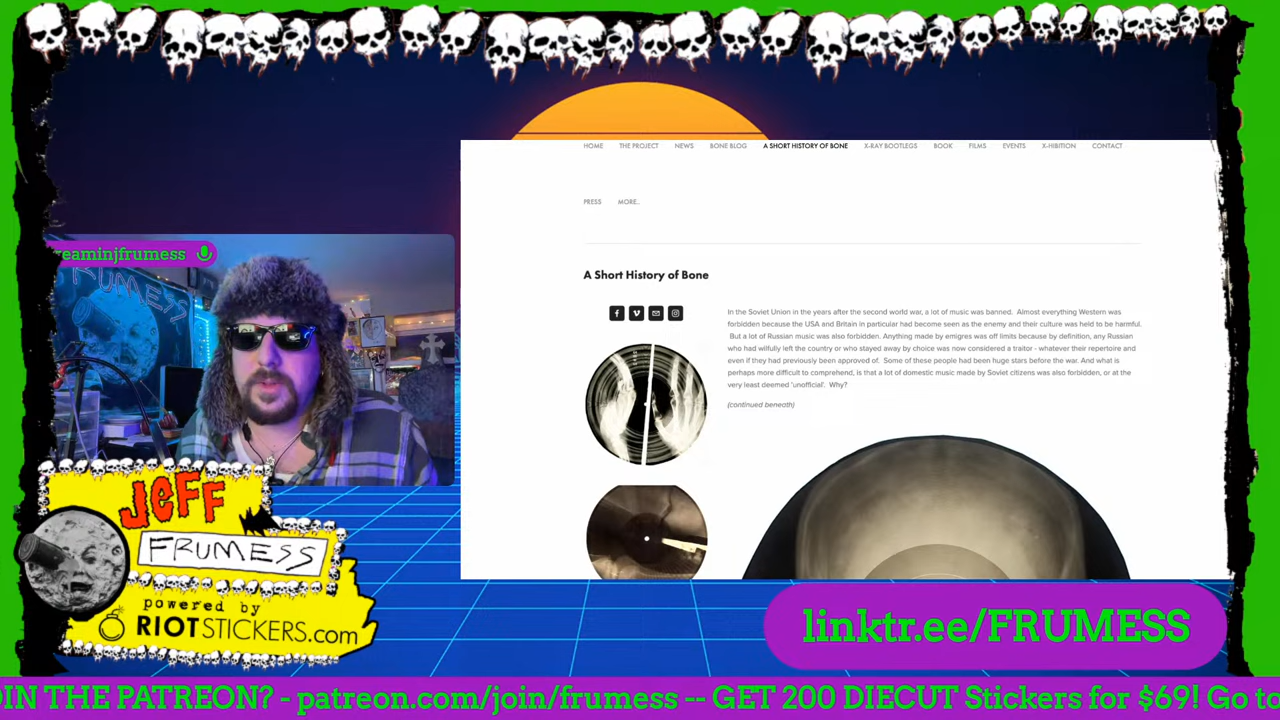 HOME THE PROJECT NEWS BONE BLOG A SHORT HISTORY OF BONE X-RAY BOOTLEGS BOOK FILMS EVENTS X-HIBITION CONTACT
PRESS MORE..
A Short History of Bone
In the Soviet Union in the years after the second world war, a lot of music was banned. Almost everything Western was
forbidden because the USA and Britain in particular had become seen as the enemy and their culture was held to be harmful.
But a lot of Russian music was also forbidden. Anything made by emigres was off limits because by definition, any Russian
who had wilfully left the country or who stayed away by choice was now considered a traitor - whatever their repertoire and
even if they had previously been approved of. Some of these people had been huge stars before the war. And what is
perhaps more difficult to comprehend, is that a lot of domestic music made by Soviet citizens was also forbidden, or at the
very least deemed 'unofficial'. Why?
(continued beneath)
eaminjfrumess
FRUMESS
JEFF
FRUMESS
powered by
RIOTSTICKERS.com
linktr.ee/FRUMESS
OIN THE PATREON? - patreon.com/join/frumess -- GET 200 DIECUT Stickers for $69! Go to